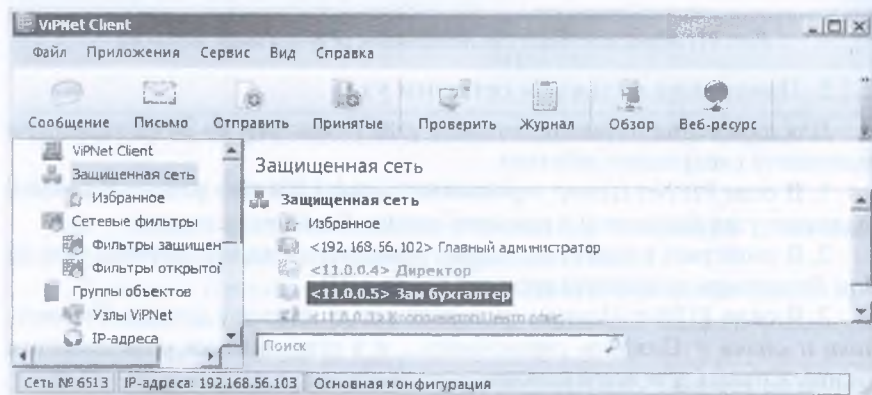 ViPNet Client
Файл Приложения Сервис Вид Справка
Сообщение Письмо Отправить Принятые Проверить Журнал Обзор Веб-ресурс
ViPNet Client
Защищенная сеть
Избранное
Сетевые фильтры
Фильтры защищен
Фильтры открытої
Группы объектов
Узлы ViPNet
IP-адреса
Защищенная сеть
Защищенная сеть
Избранное
<192.168.56.102> Главный администратор
<11.0.0.4> Директор
<11.0.0.5> Зам бухгалтер
Поиск
Сеть № 6513 IP-адреса: 192.168.56.103 Основная конфигурация